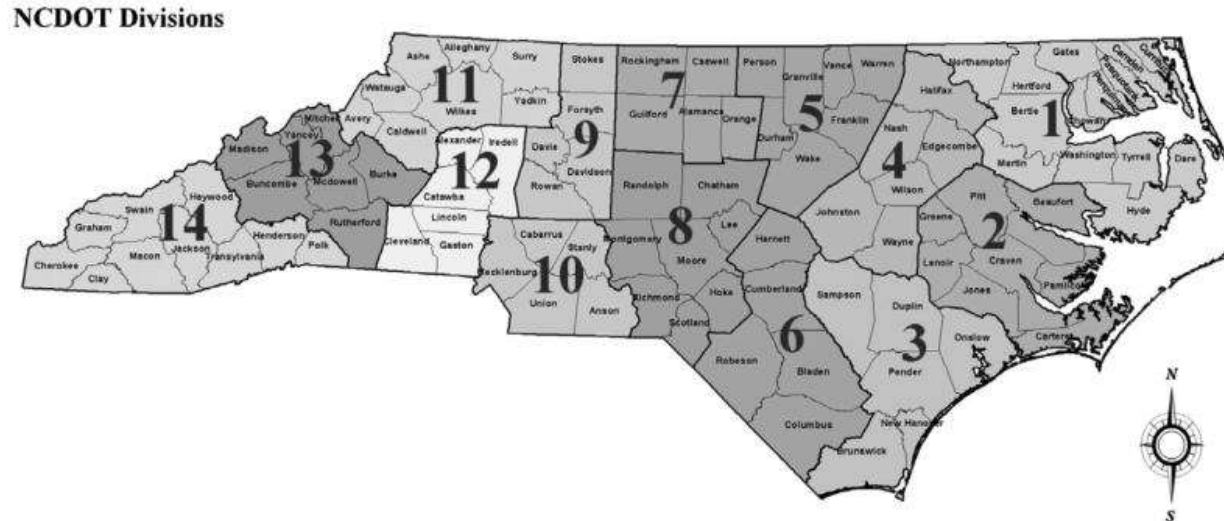 NCDOT Divisions
Alleghany
Ashe
Surry
Stokes
Rockingham
Caswell
Person
Granville
Vance
Warren
Northampton
Gates
Camden
Currituck
Pasquotank
Perquimans
11
7
5
Watauga
Wilkes
Yadkin
Forsyth
Guilford
Alamance
Orange
Durham
Franklin
Halifax
Hertford
Bertie
1
Chowan
Mitchell
Avery
Caldwell
Alexander
Iredell
Davie
9
Nash
Edgecombe
Yancey
Madison
13
12
Davidson
Wake
4
Martin
Washington
Tyrrell
Dare
Buncombe
Mcdowell
Burke
Catawba
Rowan
Randolph
Chatham
Wilson
Pitt
Beaufort
Hyde
Haywood
Swain
14
Rutherford
Lincoln
8
Lee
Johnston
Greene
2
Graham
Jackson
Henderson
Polk
Cleveland
Gaston
Cabarrus
Stanly
Montgomery
Moore
Harnett
Wayne
Lenoir
Craven
Cherokee
Macon
Transylvania
Clay
Mecklenburg
10
Union
Anson
Richmond
Hoke
Scotland
Cumberland
Sampson
Duplin
Jones
Pamlico
Carteret
6
3
Onslow
Robeson
Bladen
Pender
Columbus
New Hanover
Brunswick
N
S